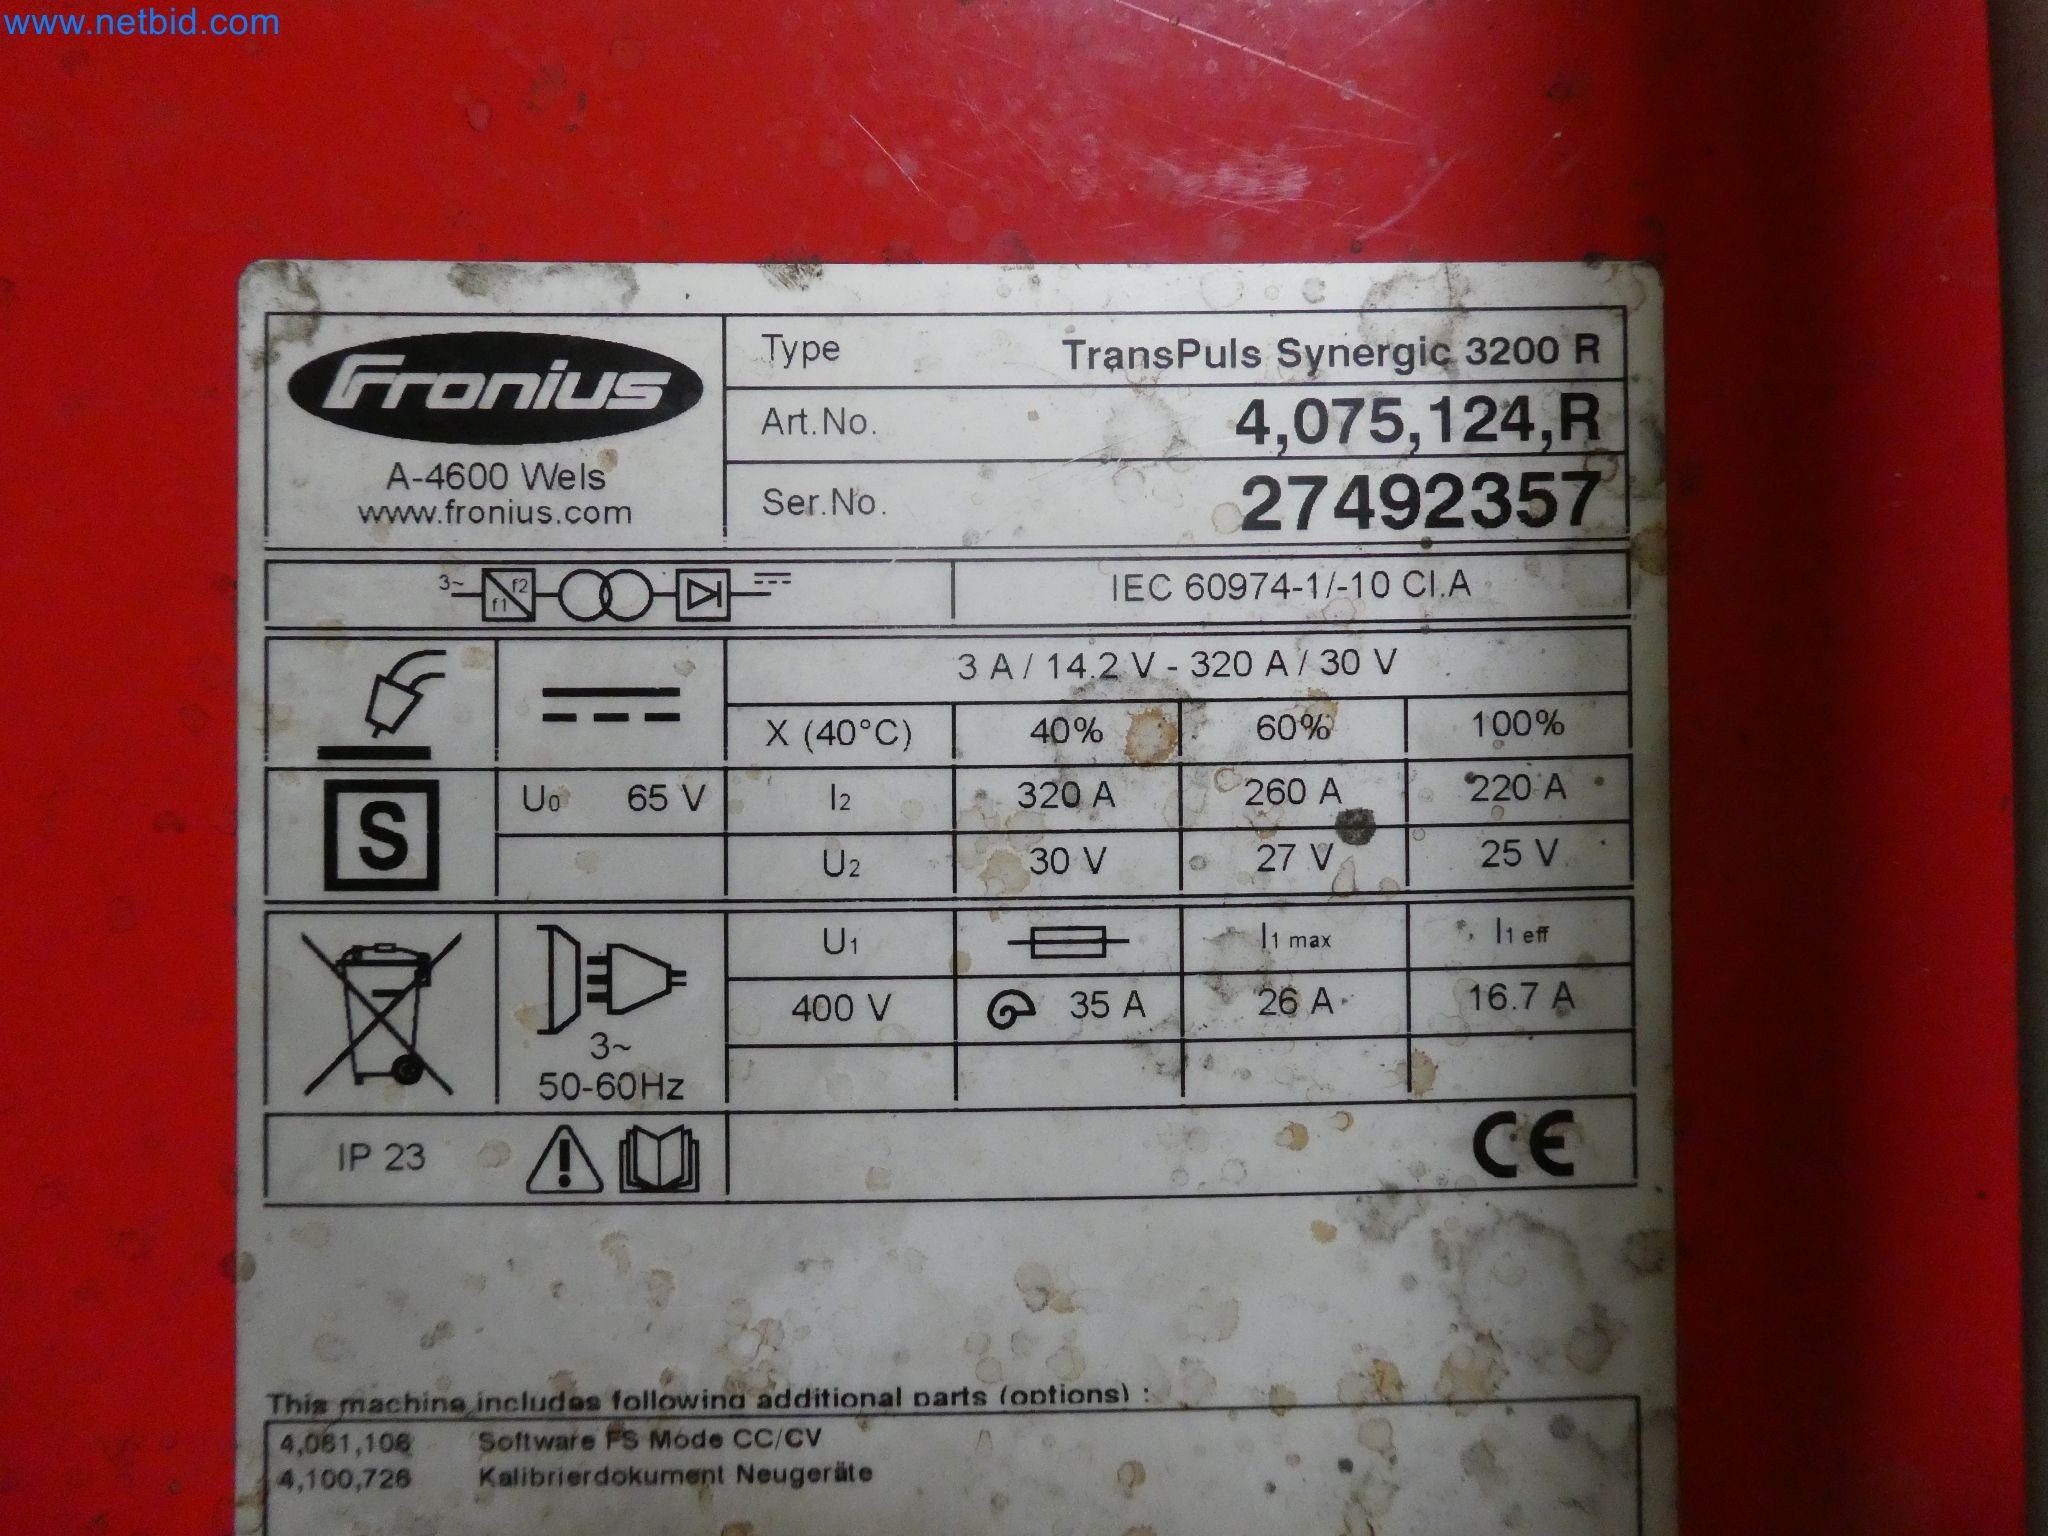 www.netbid.com
Fronius
A-4600 Wels
www.fronius.com
Type TransPuls Synergic 3200 R
Art.No. 4,075,124,R
Ser.No. 27492357
3~ f1 f2
IEC 60974-1/-10 Cl.A
3 A / 14.2 V - 320 A / 30 V
X (40°C) 40% 60% 100%
S
U0 65 V I2 320 A 260 A 220 A
U2 30 V 27 V 25 V
U1 I1 max I1 eff
400 V 35 A 26 A 16.7 A
3~
50-60Hz
IP 23
CE
This machine includes following additional parts (options) :
4,061,106 Software FS Mode CC/CV
4,100,726 Kalibrierdokument Neugeräte